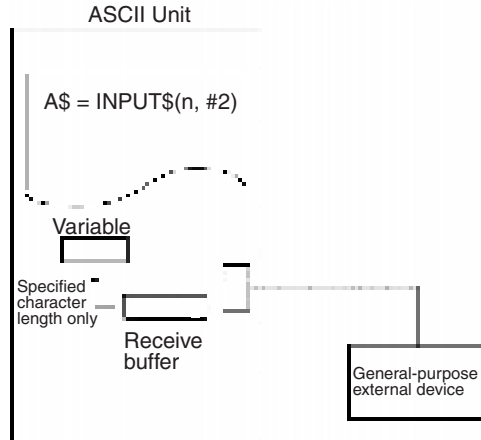 ASCII Unit
A$ = INPUT$(n, #2)
Variable
Specified
character
length only
Receive
buffer
General-purpose
external device